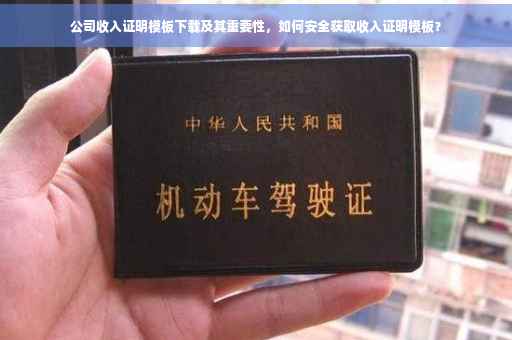 公司收入证明模板下载及其重要性，如何安全获取收入证明模板？
中华人民共和国
机动车驾驶证